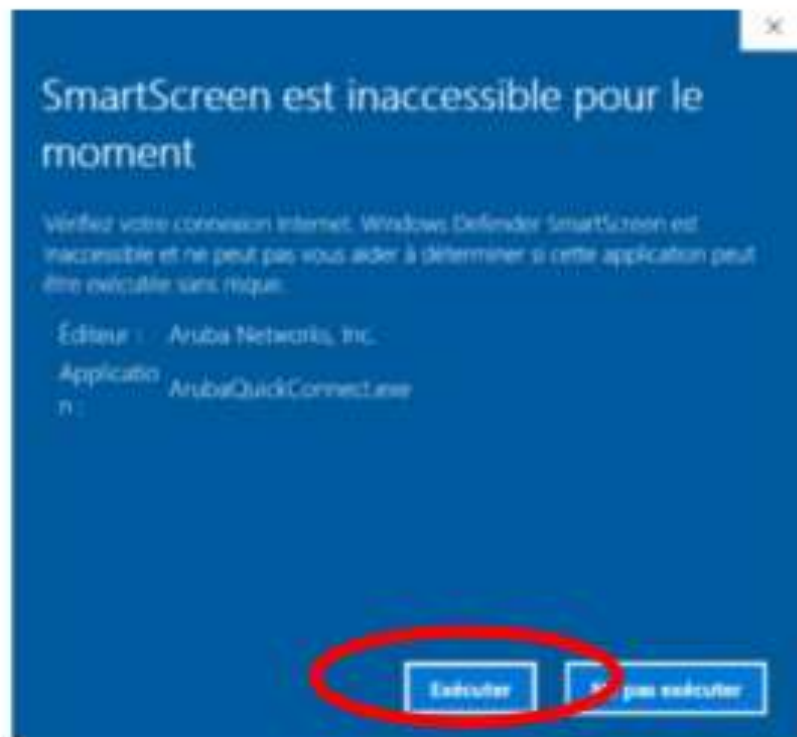 SmartScreen est inaccessible pour le
moment
Vérifiez votre connexion Internet. Windows Defender SmartScreen est
inaccessible et ne peut pas vous aider à déterminer si cette application peut
être exécutée sans risque.
Éditeur : Aruba Networks, Inc.
Applicatio
n : ArubaQuickConnect.exe
Exécuter
pas exécuter